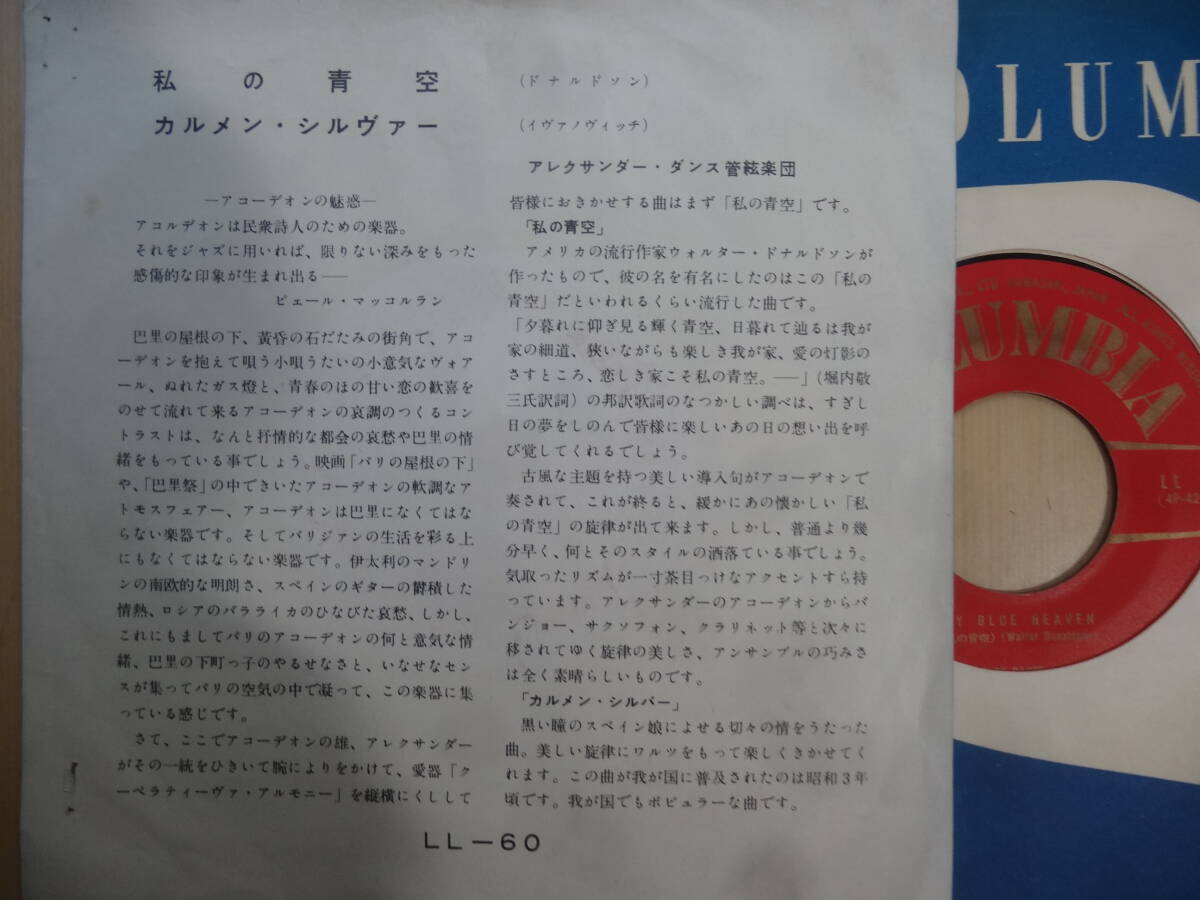 私の青空
(ドナルドソン)
カルメン・シルヴァー
(イヴァノヴィッチ)
アレクサンダー・ダンス管絃楽団
―アコーデオンの魅惑―
アコルデオンは民衆詩人のための楽器。
それをジャズに用いれば、限りない深みをもった
感傷的な印象が生まれ出る――
ピェール・マッコルラン
巴里の屋根の下、黄昏の石だたみの街角で、アコ
ーデオンを抱えて唄う小唄うたいの小意気なヴォア
ール、ぬれたガス燈と、青春のほの甘い恋の歓喜を
のせて流れて来るアコーデオンの哀調のつくるコン
トラストは、なんと抒情的な都会の哀愁や巴里の情
緒をもっている事でしょう。映画「パリの屋根の下」
や、「巴里祭」の中できいたアコーデオンの軟調なア
トモスフェアー、アコーデオンは巴里になくてはな
らない楽器です。そしてパリジァンの生活を彩る上
にもなくてはならない楽器です。伊太利のマンドリ
ンの南欧的な明朗さ、スペインのギターの欝積した
情熱、ロシアのバラライカのひなびた哀愁、しかし、
これにもましてパリのアコーデオンの何と意気な情
緒、巴里の下町っ子のやるせなさと、いなせなセン
スが集ってパリの空気の中で凝って、この楽器に集
っている感じです。
さて、ここでアコーデオンの雄、アレクサンダー
がその一統をひきいて腕によりをかけて、愛器「ク
ーペラティーヴァ・アルモニー」を縦横にくしして
皆様におきかせする曲はまず「私の青空」です。
「私の青空」
アメリカの流行作家ウォルター・ドナルドソンが
作ったもので、彼の名を有名にしたのはこの「私の
青空」だといわれるくらい流行した曲です。
「夕暮れに仰ぎ見る輝く青空、日暮れて辿るは我が
家の細道、狭いながらも楽しき我が家、愛の灯影の
さすところ、恋しき家こそ私の青空。――」(堀内敬
三氏訳詞)の邦訳歌詞のなつかしい調べは、すぎし
日の夢をしのんで皆様に楽しいあの日の想い出を呼
び覚してくれるでしょう。
古風な主題を持つ美しい導入句がアコーデオンで
奏されて、これが終ると、緩かにあの懐かしい「私
の青空」の旋律が出て来ます。しかし、普通より幾
分早く、何とそのスタイルの洒落ている事でしょう。
気取ったリズムが一寸茶目っけなアクセントすら持
っています。アレクサンダーのアコーデオンからバ
ンジョー、サクソフォン、クラリネット等と次々に
移されてゆく旋律の美しさ、アンサンブルの巧みさ
は全く素晴らしいものです。
「カルメン・シルバー」
黒い瞳のスペイン娘によせる切々の情をうたった
曲。美しい旋律にワルツをもって楽しくきかせてく
れます。この曲が我が国に普及されたのは昭和3年
頃です。我が国でもポピュラーな曲です。
LL―60
OLUM
LUMBIA
LL
Y BLUE HEAVEN